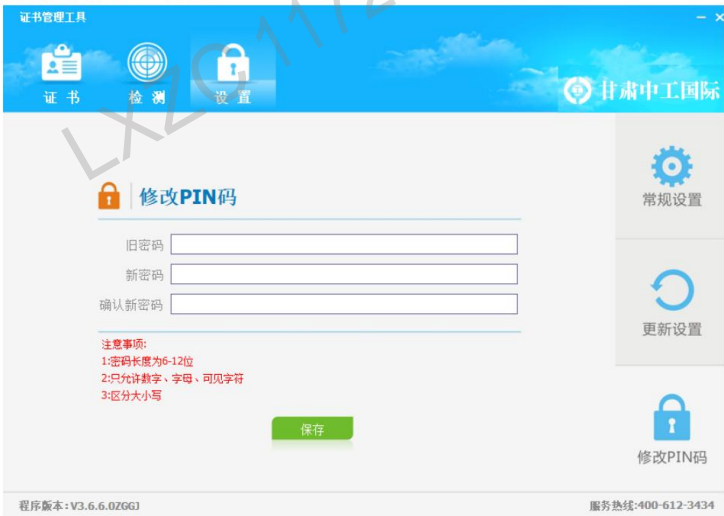 证书管理工具
证书
检测
设置
甘肃中工国际
LXZG1172
修改PIN码
旧密码
新密码
确认新密码
注意事项:
1:密码长度为6-12位
2:只允许数字、字母、可见字符
3:区分大小写
保存
常规设置
更新设置
修改PIN码
程序版本:V3.6.6.0ZGGJ
服务热线:400-612-3434